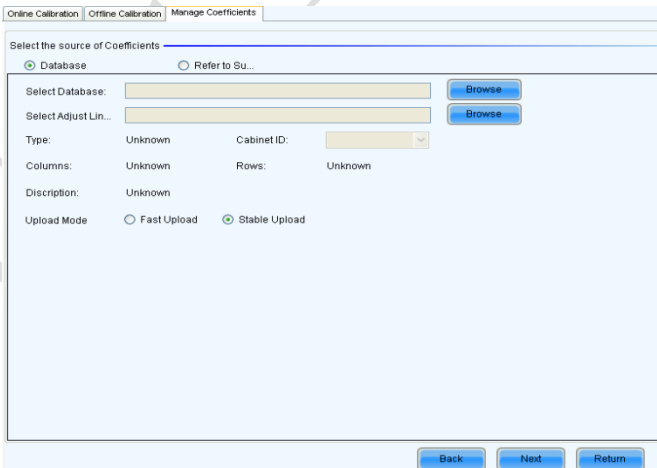 Online Calibration Offline Calibration Manage Coefficients
Select the source of Coefficients
Database Refer to Su...
Select Database: Browse
Select Adjust Lin... Browse
Type: Unknown Cabinet ID:
Columns: Unknown Rows: Unknown
Discription: Unknown
Upload Mode Fast Upload Stable Upload
Back Next Return